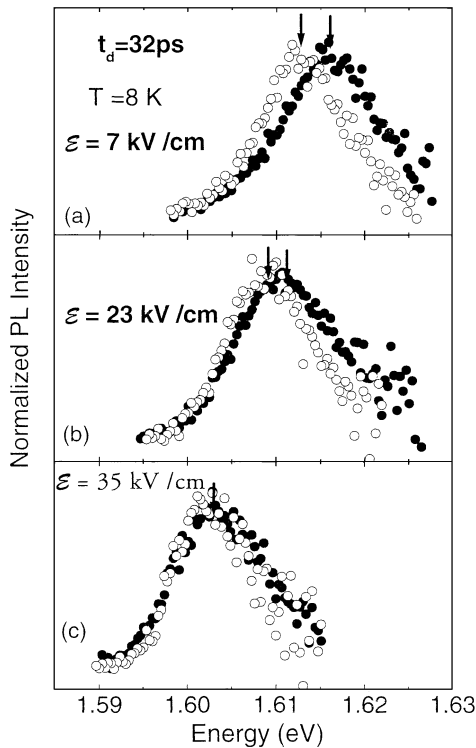 t_d=32ps
T =8 K
ℰ = 7 kV /cm
(a)
Normalized PL Intensity
ℰ = 23 kV /cm
(b)
ℰ = 35 kV /cm
(c)
1.59 1.60 1.61 1.62 1.63
Energy (eV)